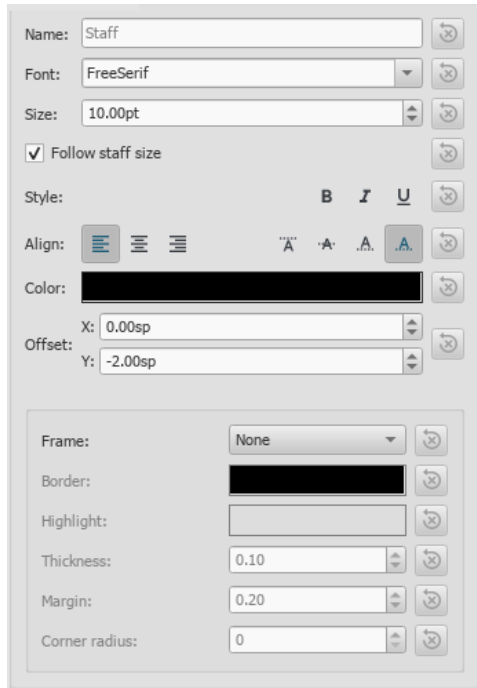 Name: Staff
Font: FreeSerif
Size: 10.00pt
Follow staff size
Style: B I U
Align: A A A A
Color:
Offset:
X: 0.00sp
Y: -2.00sp
Frame: None
Border:
Highlight:
Thickness: 0.10
Margin: 0.20
Corner radius: 0